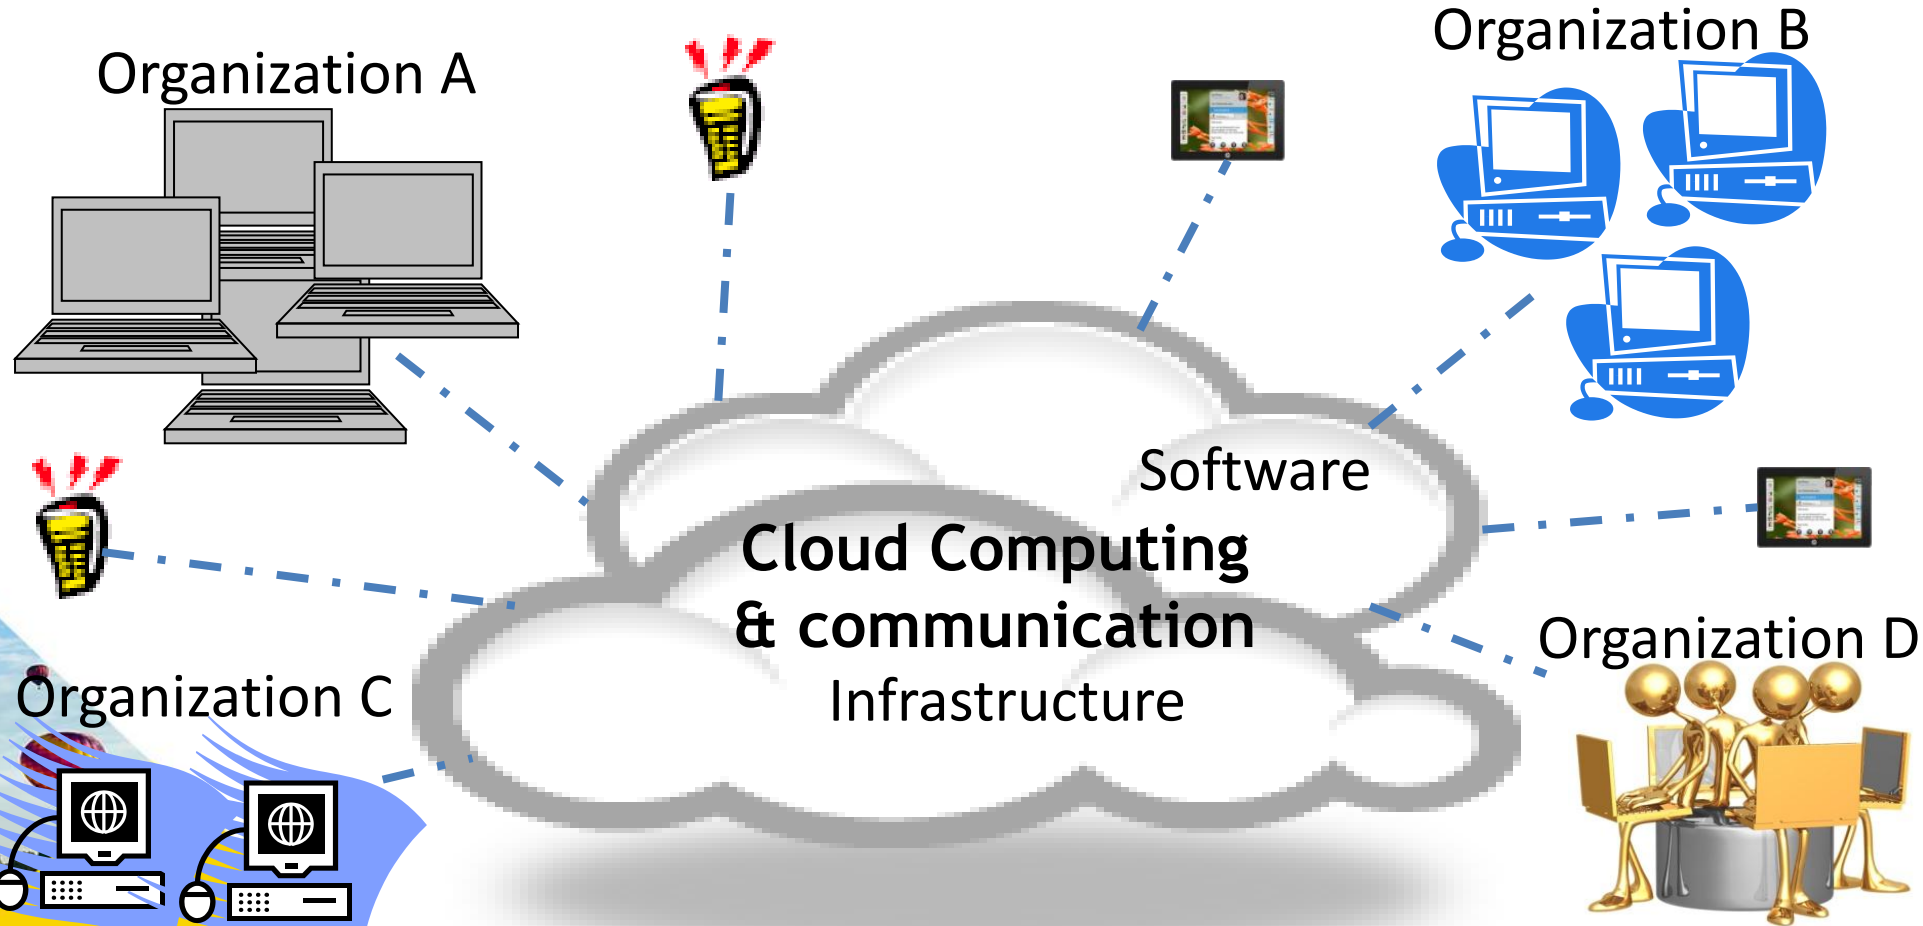 Organization A
Organization B
Software
Cloud Computing
& communication
Infrastructure
Organization C
Organization D